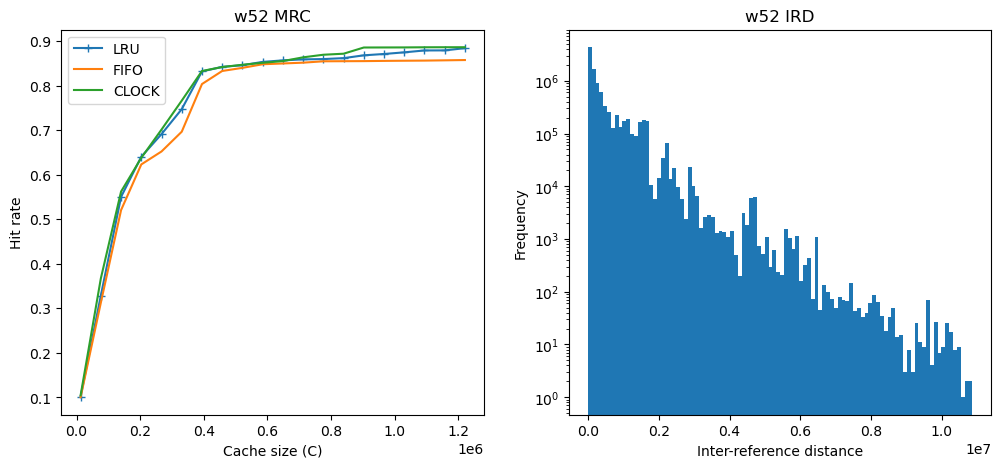 w52 MRC
LRU
FIFO
CLOCK
Hit rate
0.9
0.8
0.7
0.6
0.5
0.4
0.3
0.2
0.1
0.0
0.2
0.4
0.6
0.8
1.0
1.2
1e6
Cache size (C)
w52 IRD
Frequency
10^6
10^5
10^4
10^3
10^2
10^1
10^0
0.0
0.2
0.4
0.6
0.8
1.0
1e7
Inter-reference distance